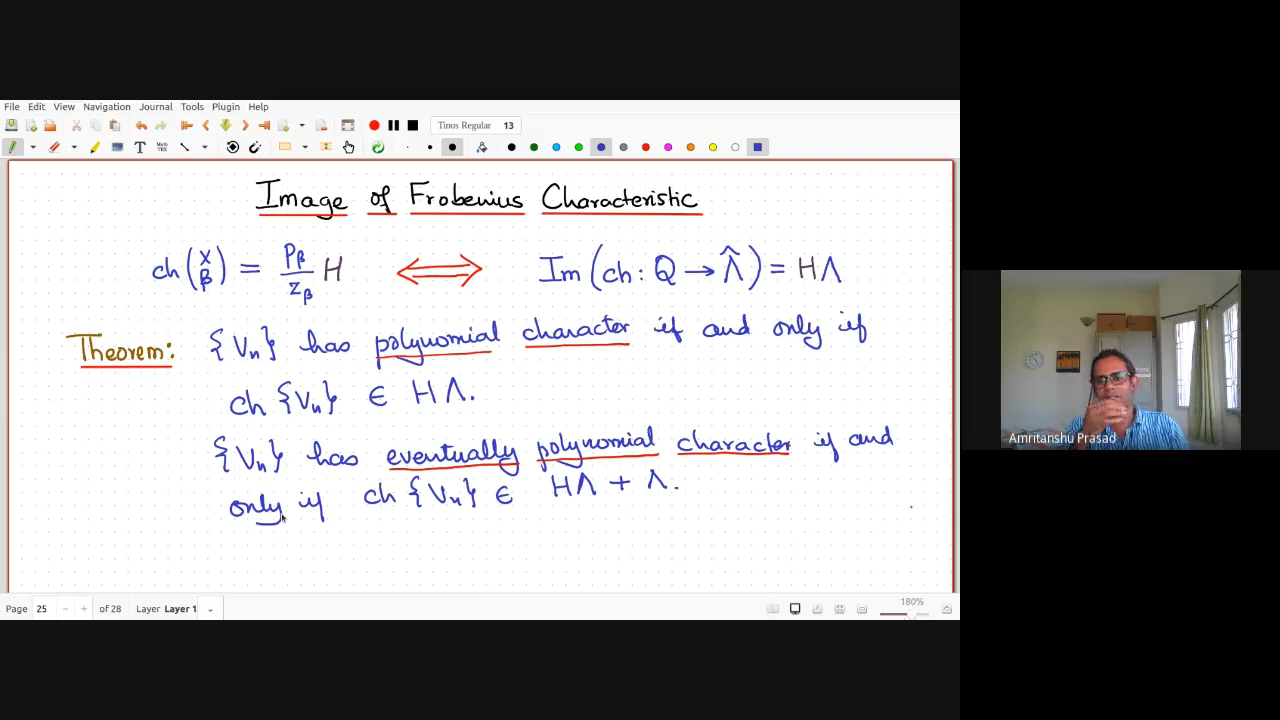 File Edit View Navigation Journal Tools Plugin Help
Tinos Regular 13
Image of Frobenius Characteristic
ch(X β) = pβ/zβ H ⟺ Im(ch: Q → Λ̂) = HΛ
Theorem: {Vn} has polynomial character if and only if
ch {Vn} ∈ HΛ.
{Vn} has eventually polynomial character if and
only if ch {Vn} ∈ HΛ + Λ.
Amritanshu Prasad
Page 25 of 28 Layer Layer 1 180%